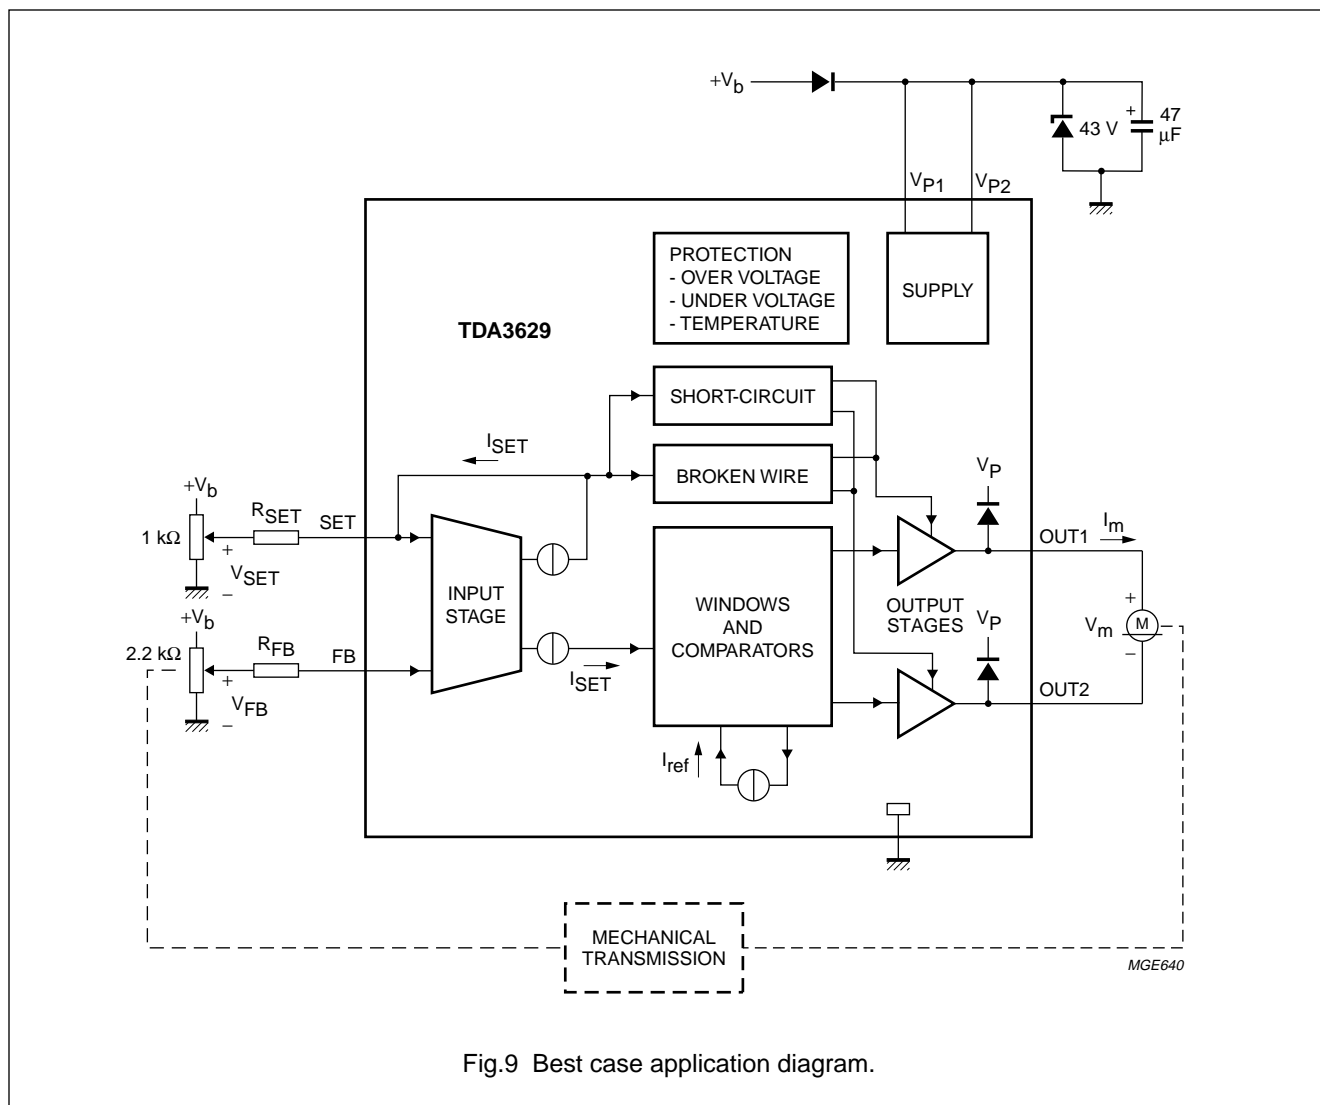 +Vb
+
43 V
47
μF
VP1
VP2
PROTECTION
- OVER VOLTAGE
- UNDER VOLTAGE
- TEMPERATURE
SUPPLY
TDA3629
SHORT-CIRCUIT
ISET
BROKEN WIRE
VP
+Vb
RSET
SET
1 kΩ
+
VSET
−
OUT1
Im
INPUT
STAGE
WINDOWS
AND
COMPARATORS
OUTPUT
STAGES
+
Vm
M
−
+Vb
2.2 kΩ
RFB
FB
+
VFB
−
ISET
VP
OUT2
Iref
MECHANICAL
TRANSMISSION
MGE640
Fig.9 Best case application diagram.